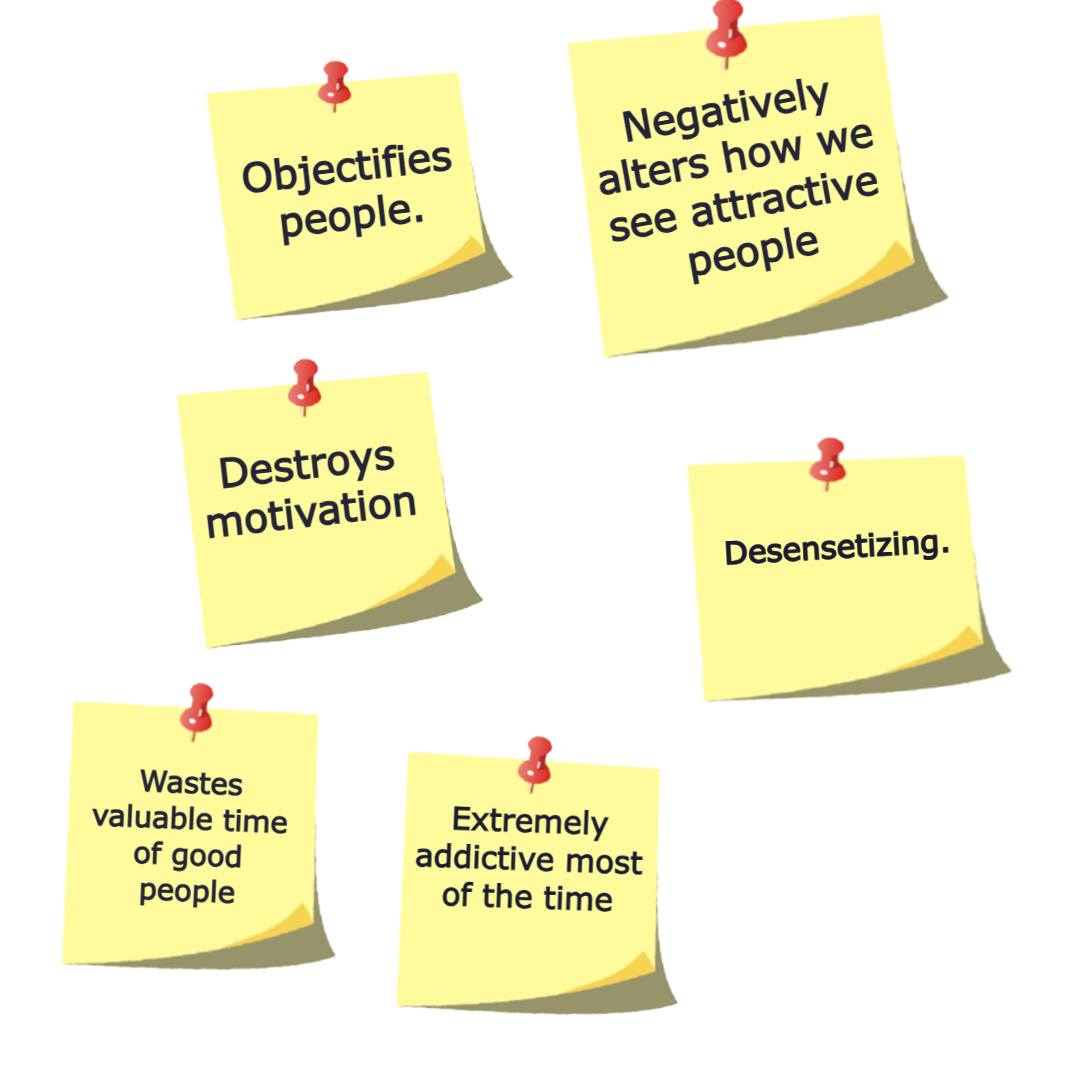 Objectifies
people.
Negatively
alters how we
see attractive
people
Destroys
motivation
Desensetizing.
Wastes
valuable time
of good
people
Extremely
addictive most
of the time